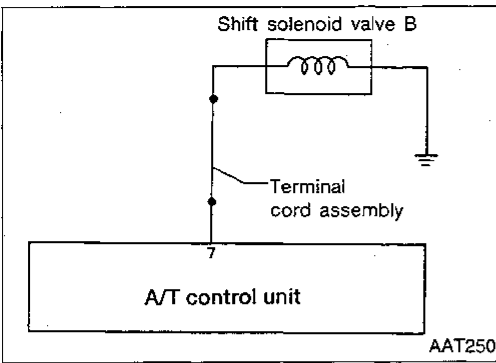 Shift solenoid valve B
Terminal
cord assembly
7
A/T control unit
AAT250